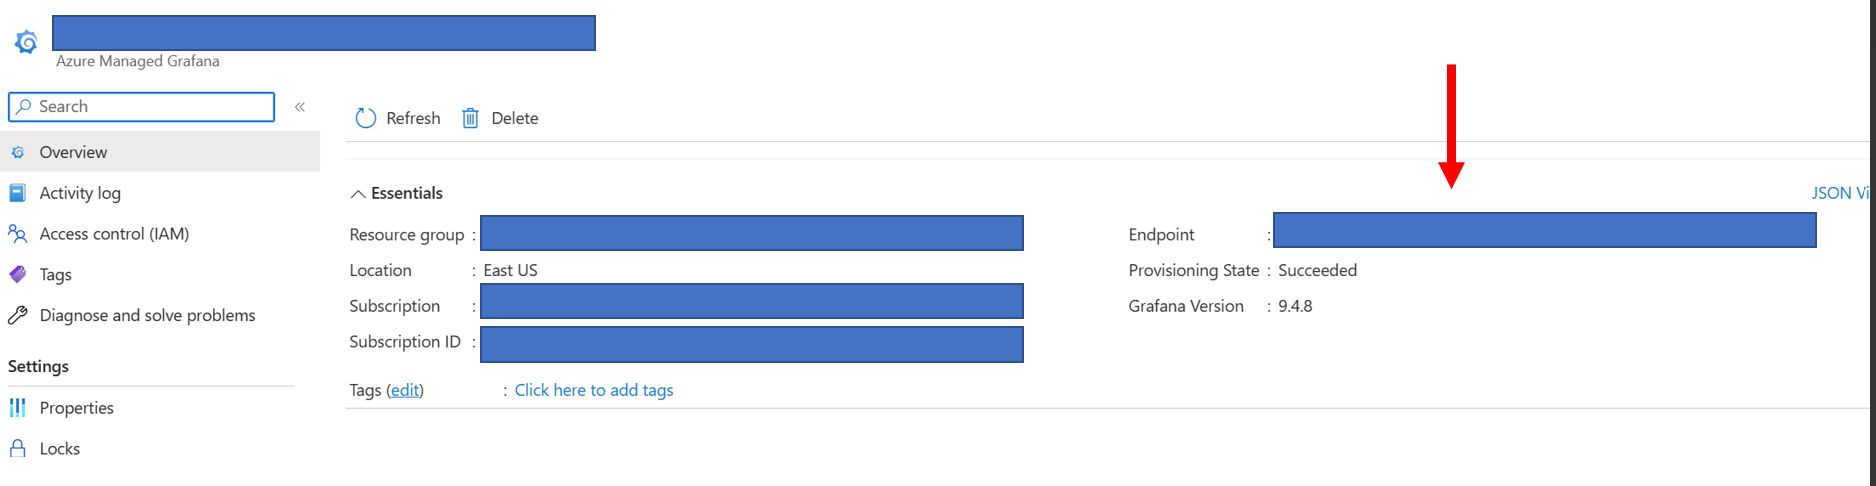 Azure Managed Grafana
Search
«
Refresh
Delete
Overview
Activity log
Access control (IAM)
Tags
Diagnose and solve problems
Settings
Properties
Locks
Essentials
JSON Vi
Resource group :
Location : East US
Subscription :
Subscription ID :
Tags (edit) : Click here to add tags
Endpoint :
Provisioning State : Succeeded
Grafana Version : 9.4.8